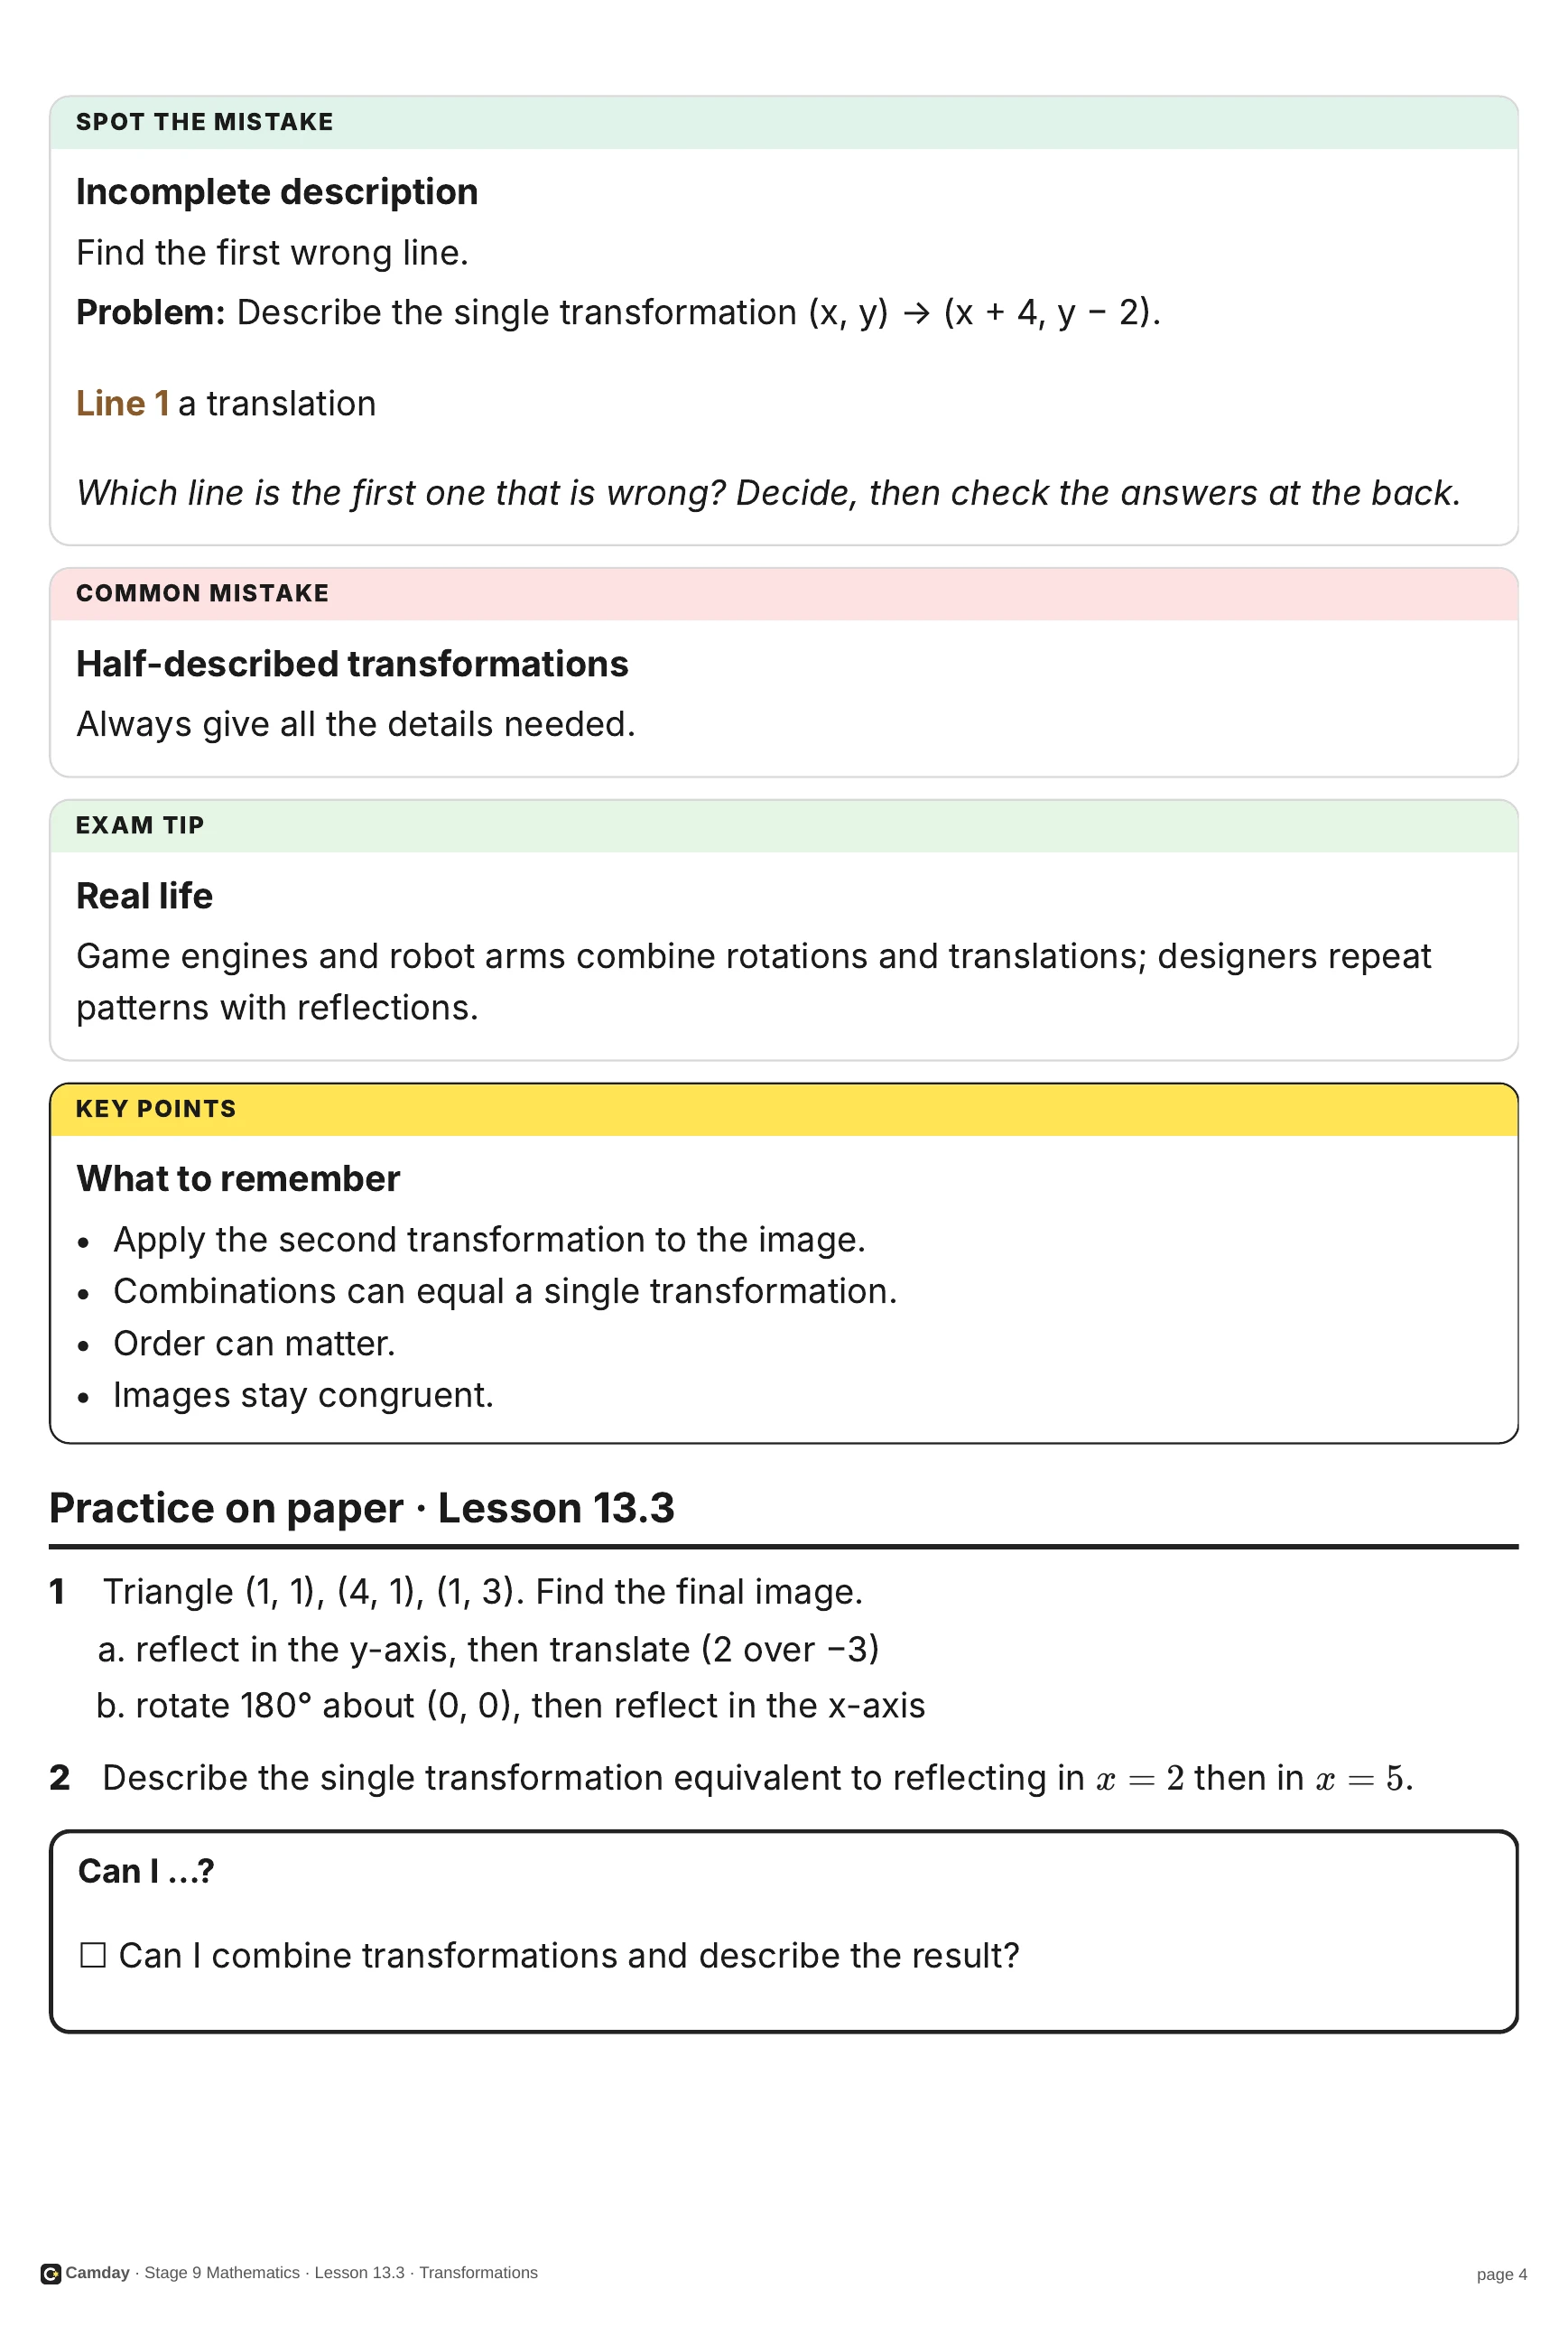 SPOT THE MISTAKE
Incomplete description
Find the first wrong line.
Problem: Describe the single transformation (x, y) → (x + 4, y − 2).
Line 1 a translation
Which line is the first one that is wrong? Decide, then check the answers at the back.
COMMON MISTAKE
Half-described transformations
Always give all the details needed.
EXAM TIP
Real life
Game engines and robot arms combine rotations and translations; designers repeat
patterns with reflections.
KEY POINTS
What to remember
• Apply the second transformation to the image.
• Combinations can equal a single transformation.
• Order can matter.
• Images stay congruent.
Practice on paper · Lesson 13.3
1 Triangle (1, 1), (4, 1), (1, 3). Find the final image.
a. reflect in the y-axis, then translate (2 over −3)
b. rotate 180° about (0, 0), then reflect in the x-axis
2 Describe the single transformation equivalent to reflecting in x = 2 then in x = 5.
Can I ...?
☐ Can I combine transformations and describe the result?
Camday · Stage 9 Mathematics · Lesson 13.3 · Transformations
page 4